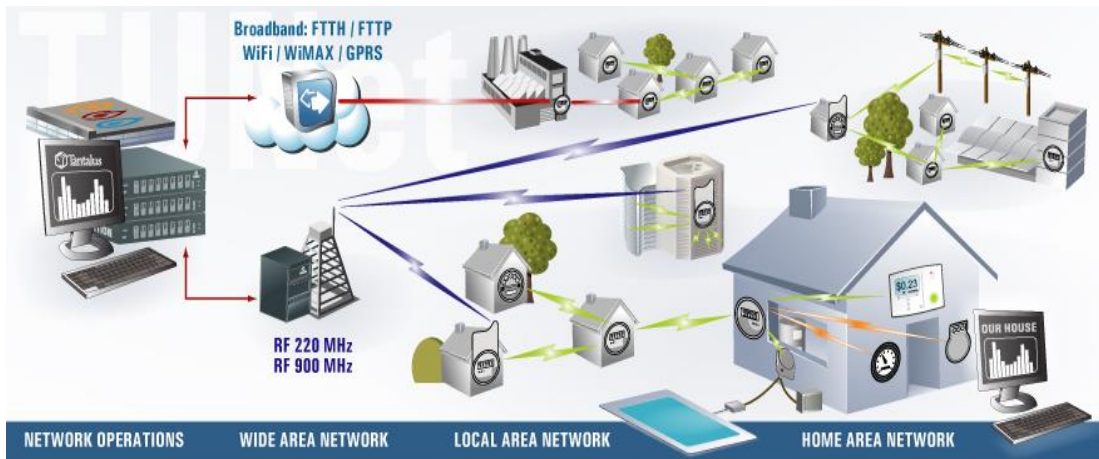 TUNet
Broadband: FTTH / FTTP
WiFi / WiMAX / GPRS
Tantalus
$0.23
OUR HOUSE
RF 220 MHz
RF 900 MHz
NETWORK OPERATIONS
WIDE AREA NETWORK
LOCAL AREA NETWORK
HOME AREA NETWORK